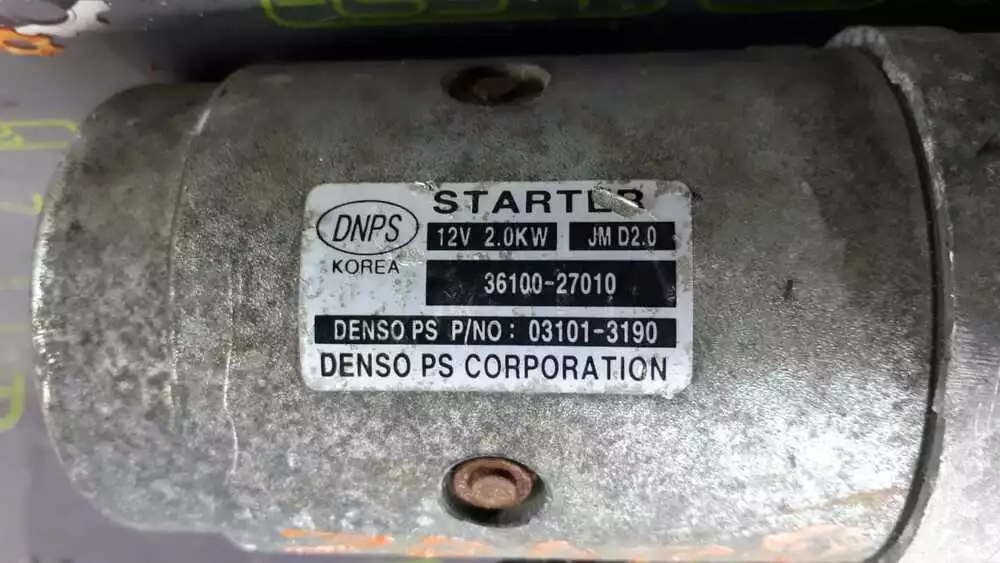 STARTER
DNPS
12V 2.0KW
JM D2.0
KOREA
36100-27010
DENSO PS P/NO: 03101-3190
DENSO PS CORPORATION